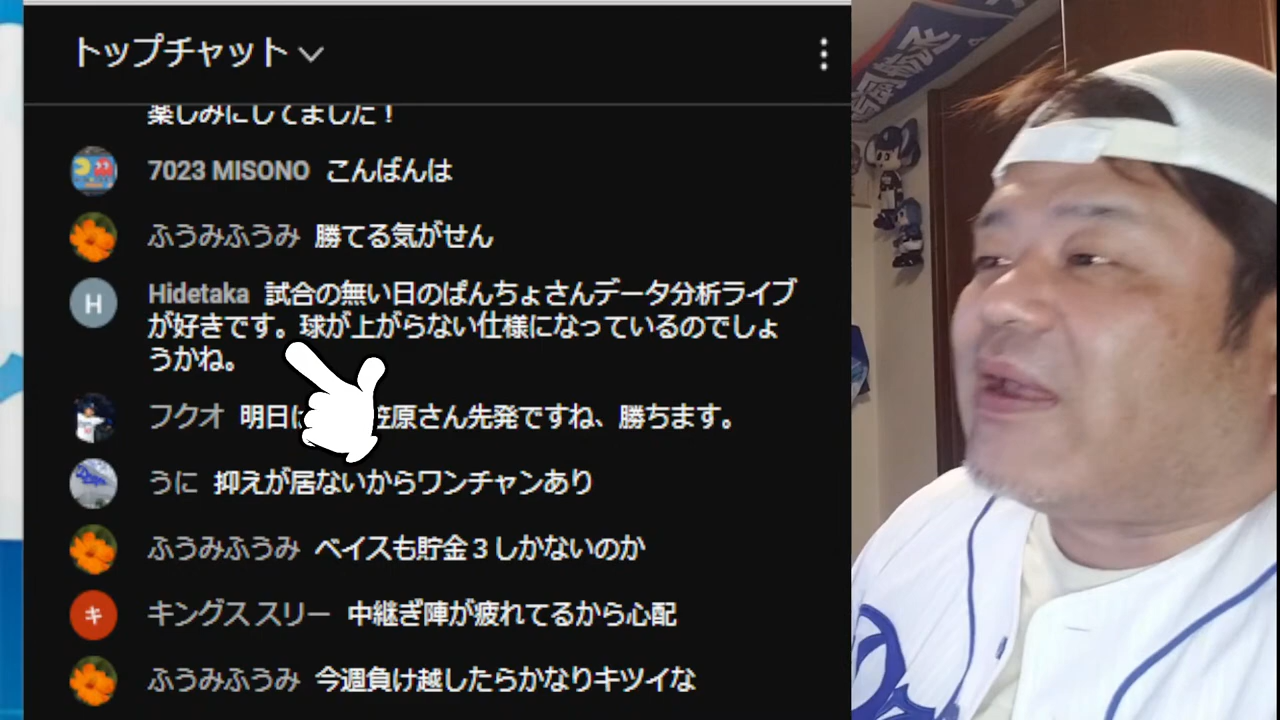 トップチャット
楽しみにしてました！
7023 MISONO こんばんは
ふうみふうみ 勝てる気がせん
H Hidetaka 試合の無い日のぱんちょさんデータ分析ライブ
が好きです。球が上がらない仕様になっているのでしょ
うかね。
フクオ 明日は 笠原さん先発ですね、勝ちます。
うに 抑えが居ないからワンチャンあり
ふうみふうみ ベイスも貯金３しかないのか
キ キングス スリー 中継ぎ陣が疲れてるから心配
ふうみふうみ 今週負け越したらかなりキツイな